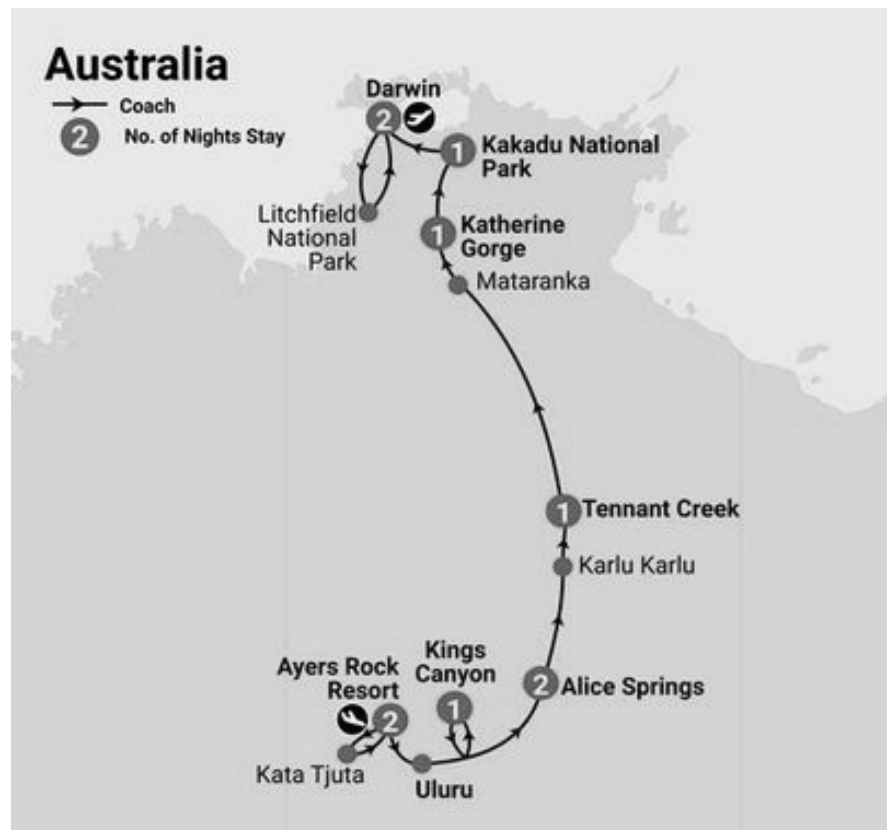 Australia
Coach
2 No. of Nights Stay
Darwin
2
1 Kakadu National
Park
Litchfield
National
Park
1 Katherine
Gorge
Mataranka
1 Tennant Creek
Karlu Karlu
Kings
Canyon
1
Ayers Rock
Resort
2
2 Alice Springs
Kata Tjuta
Uluru